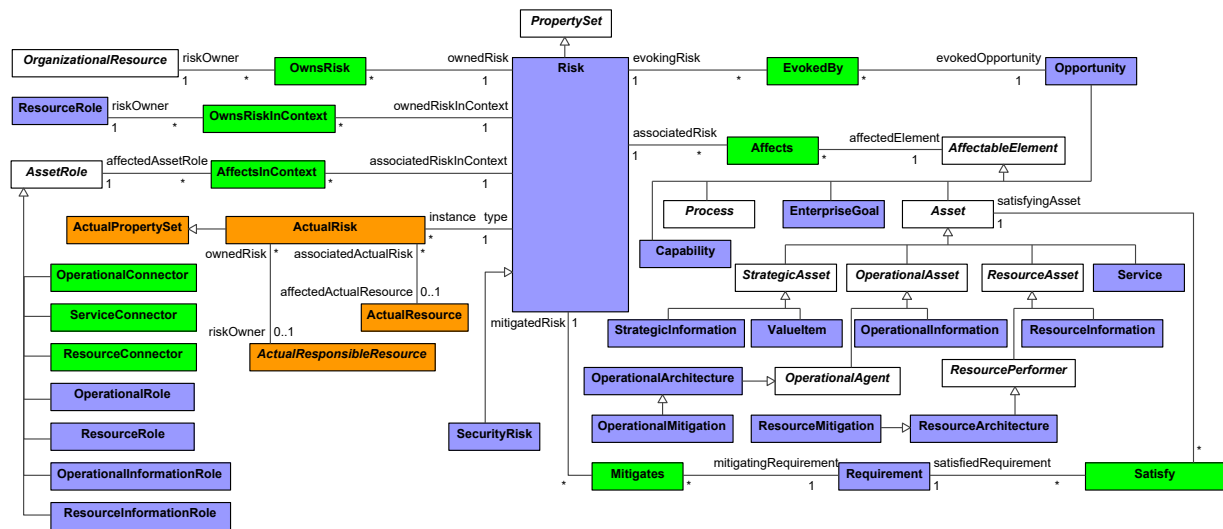 PropertySet
OrganizationalResource
riskOwner
1
*
OwnsRisk
*
ownedRisk
1
Risk
evokingRisk
1
*
EvokedBy
*
evokedOpportunity
1
Opportunity
ResourceRole
riskOwner
1
*
OwnsRiskInContext
*
ownedRiskInContext
1
associatedRisk
1
*
Affects
*
affectedElement
1
AffectableElement
AssetRole
affectedAssetRole
1
*
AffectsInContext
*
associatedRiskInContext
1
Process
EnterpriseGoal
Asset
satisfyingAsset
1
Capability
ActualPropertySet
ActualRisk
instance
*
type
1
ownedRisk
*
associatedActualRisk
*
OperationalConnector
StrategicAsset
OperationalAsset
ResourceAsset
Service
affectedActualResource
0..1
ActualResource
ServiceConnector
mitigatedRisk
1
riskOwner
0..1
StrategicInformation
ValueItem
OperationalInformation
ResourceInformation
ResourceConnector
ActualResponsibleResource
OperationalArchitecture
OperationalAgent
ResourcePerformer
OperationalRole
ResourceRole
SecurityRisk
OperationalMitigation
ResourceMitigation
ResourceArchitecture
OperationalInformationRole
*
Mitigates
*
mitigatingRequirement
1
Requirement
satisfiedRequirement
1
*
Satisfy
*
ResourceInformationRole